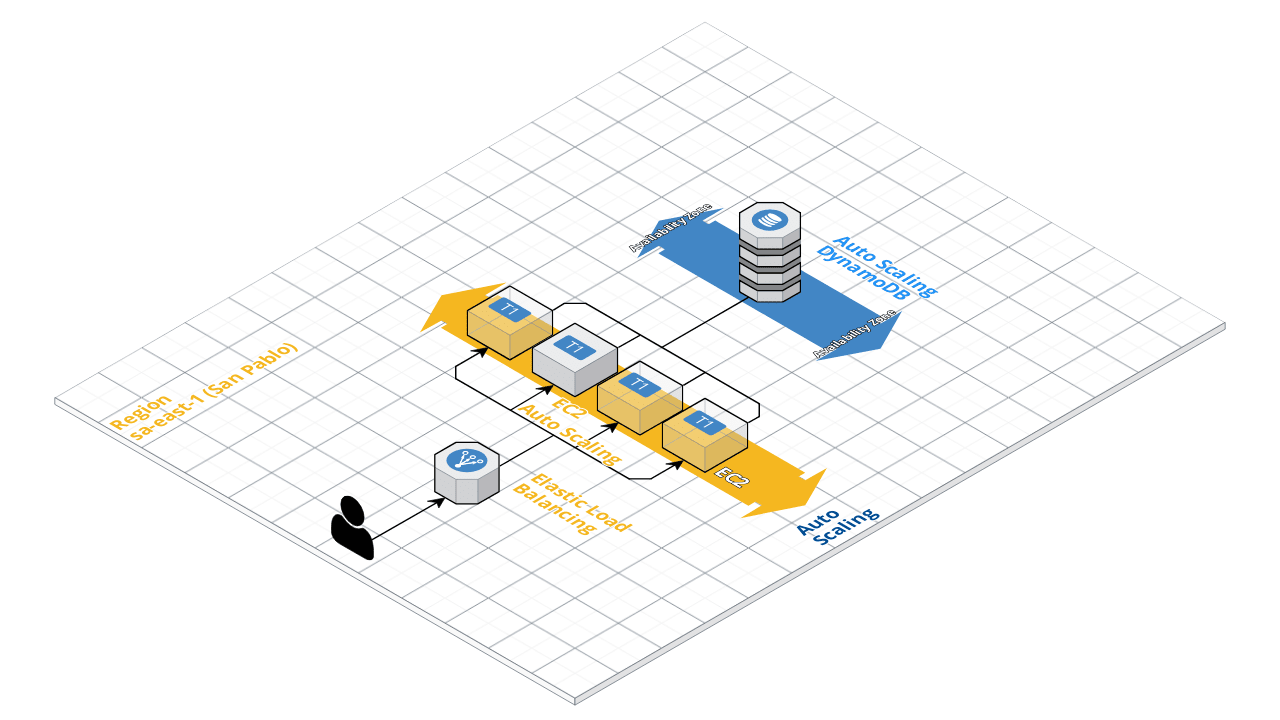 Availability Zone
Auto Scaling
DynamoDB
Availability Zone
T1
T1
T1
T1
EC2
Auto Scaling
EC2
Region
sa-east-1 (San Pablo)
Elastic Load
Balancing
Auto
Scaling